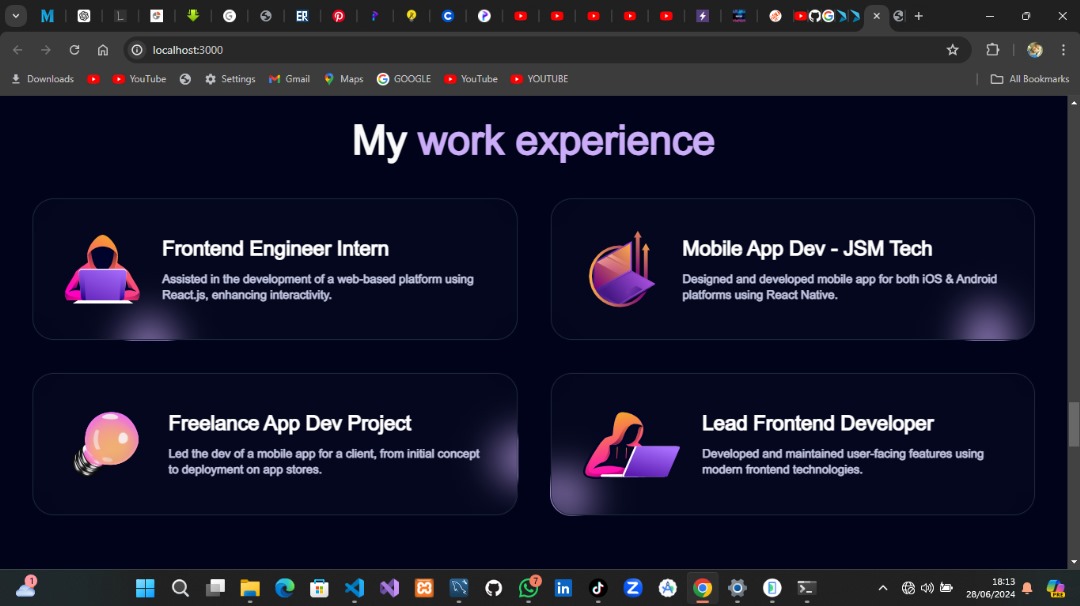 localhost:3000
Downloads YouTube Settings Gmail Maps GOOGLE YouTube YOUTUBE All Bookmarks
My work experience
Frontend Engineer Intern
Assisted in the development of a web-based platform using
React.js, enhancing interactivity.
Mobile App Dev - JSM Tech
Designed and developed mobile app for both iOS & Android
platforms using React Native.
Freelance App Dev Project
Led the dev of a mobile app for a client, from initial concept
to deployment on app stores.
Lead Frontend Developer
Developed and maintained user-facing features using
modern frontend technologies.
1
7
18:13
28/06/2024
PRE